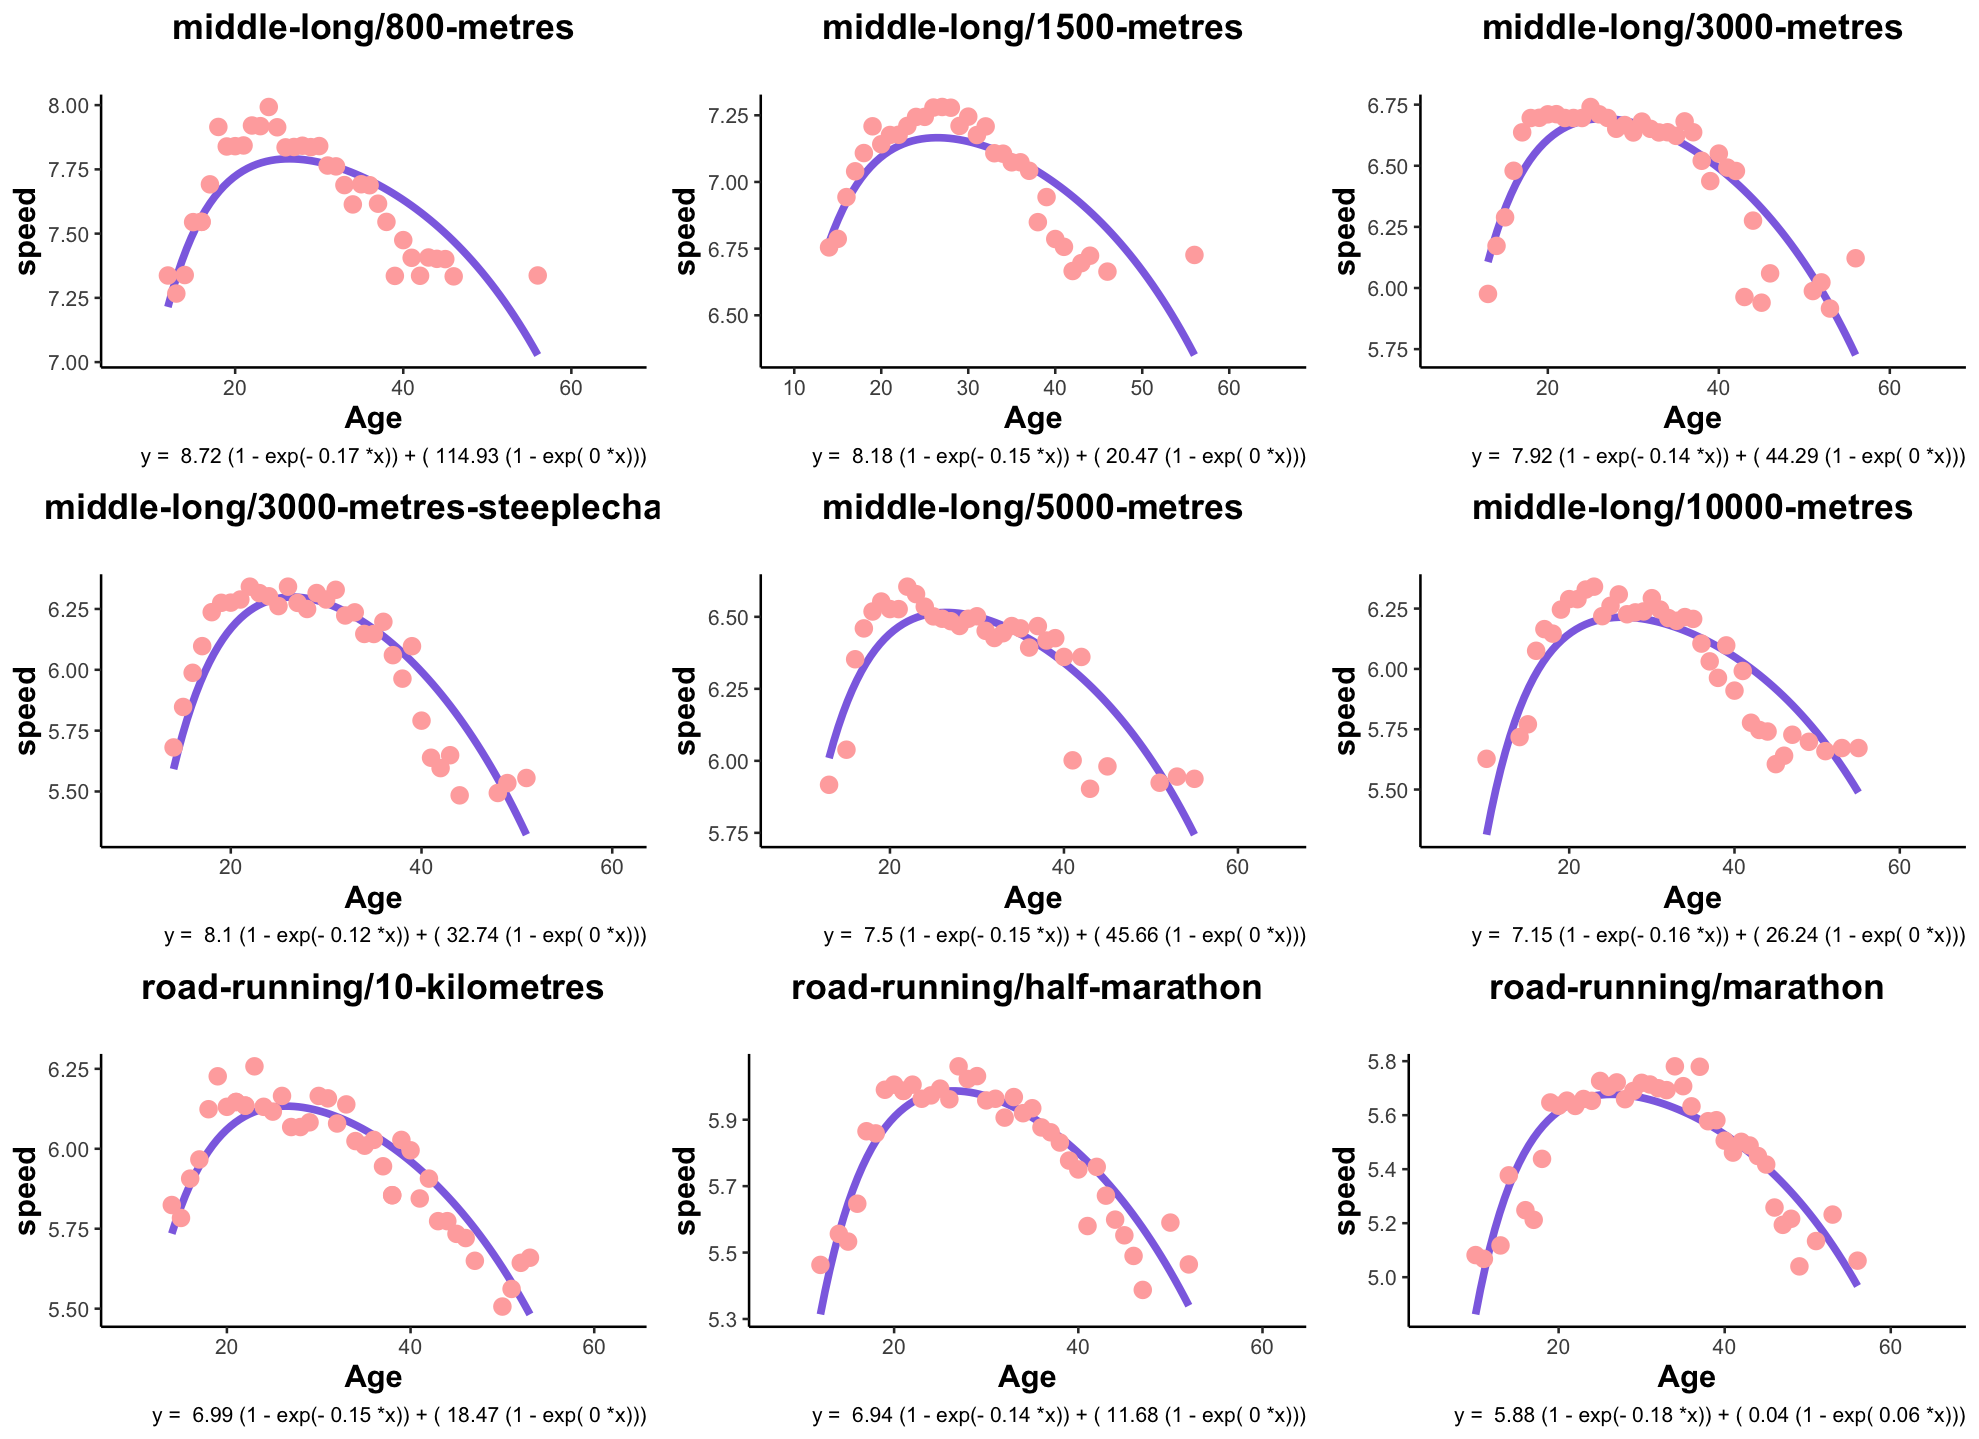 middle-long/800-metres
speed
8.00
7.75
7.50
7.25
7.00
20 40 60
Age
y =  8.72 (1 - exp(- 0.17 *x)) + ( 114.93 (1 - exp( 0 *x)))
middle-long/1500-metres
speed
7.25
7.00
6.75
6.50
10 20 30 40 50 60
Age
y =  8.18 (1 - exp(- 0.15 *x)) + ( 20.47 (1 - exp( 0 *x)))
middle-long/3000-metres
speed
6.75
6.50
6.25
6.00
5.75
20 40 60
Age
y =  7.92 (1 - exp(- 0.14 *x)) + ( 44.29 (1 - exp( 0 *x)))
middle-long/3000-metres-steeplecha
speed
6.25
6.00
5.75
5.50
20 40 60
Age
y =  8.1 (1 - exp(- 0.12 *x)) + ( 32.74 (1 - exp( 0 *x)))
middle-long/5000-metres
speed
6.50
6.25
6.00
5.75
20 40 60
Age
y =  7.5 (1 - exp(- 0.15 *x)) + ( 45.66 (1 - exp( 0 *x)))
middle-long/10000-metres
speed
6.25
6.00
5.75
5.50
20 40 60
Age
y =  7.15 (1 - exp(- 0.16 *x)) + ( 26.24 (1 - exp( 0 *x)))
road-running/10-kilometres
speed
6.25
6.00
5.75
5.50
20 40 60
Age
y =  6.99 (1 - exp(- 0.15 *x)) + ( 18.47 (1 - exp( 0 *x)))
road-running/half-marathon
speed
5.9
5.7
5.5
5.3
20 40 60
Age
y =  6.94 (1 - exp(- 0.14 *x)) + ( 11.68 (1 - exp( 0 *x)))
road-running/marathon
speed
5.8
5.6
5.4
5.2
5.0
20 40 60
Age
y =  5.88 (1 - exp(- 0.18 *x)) + ( 0.04 (1 - exp( 0.06 *x)))